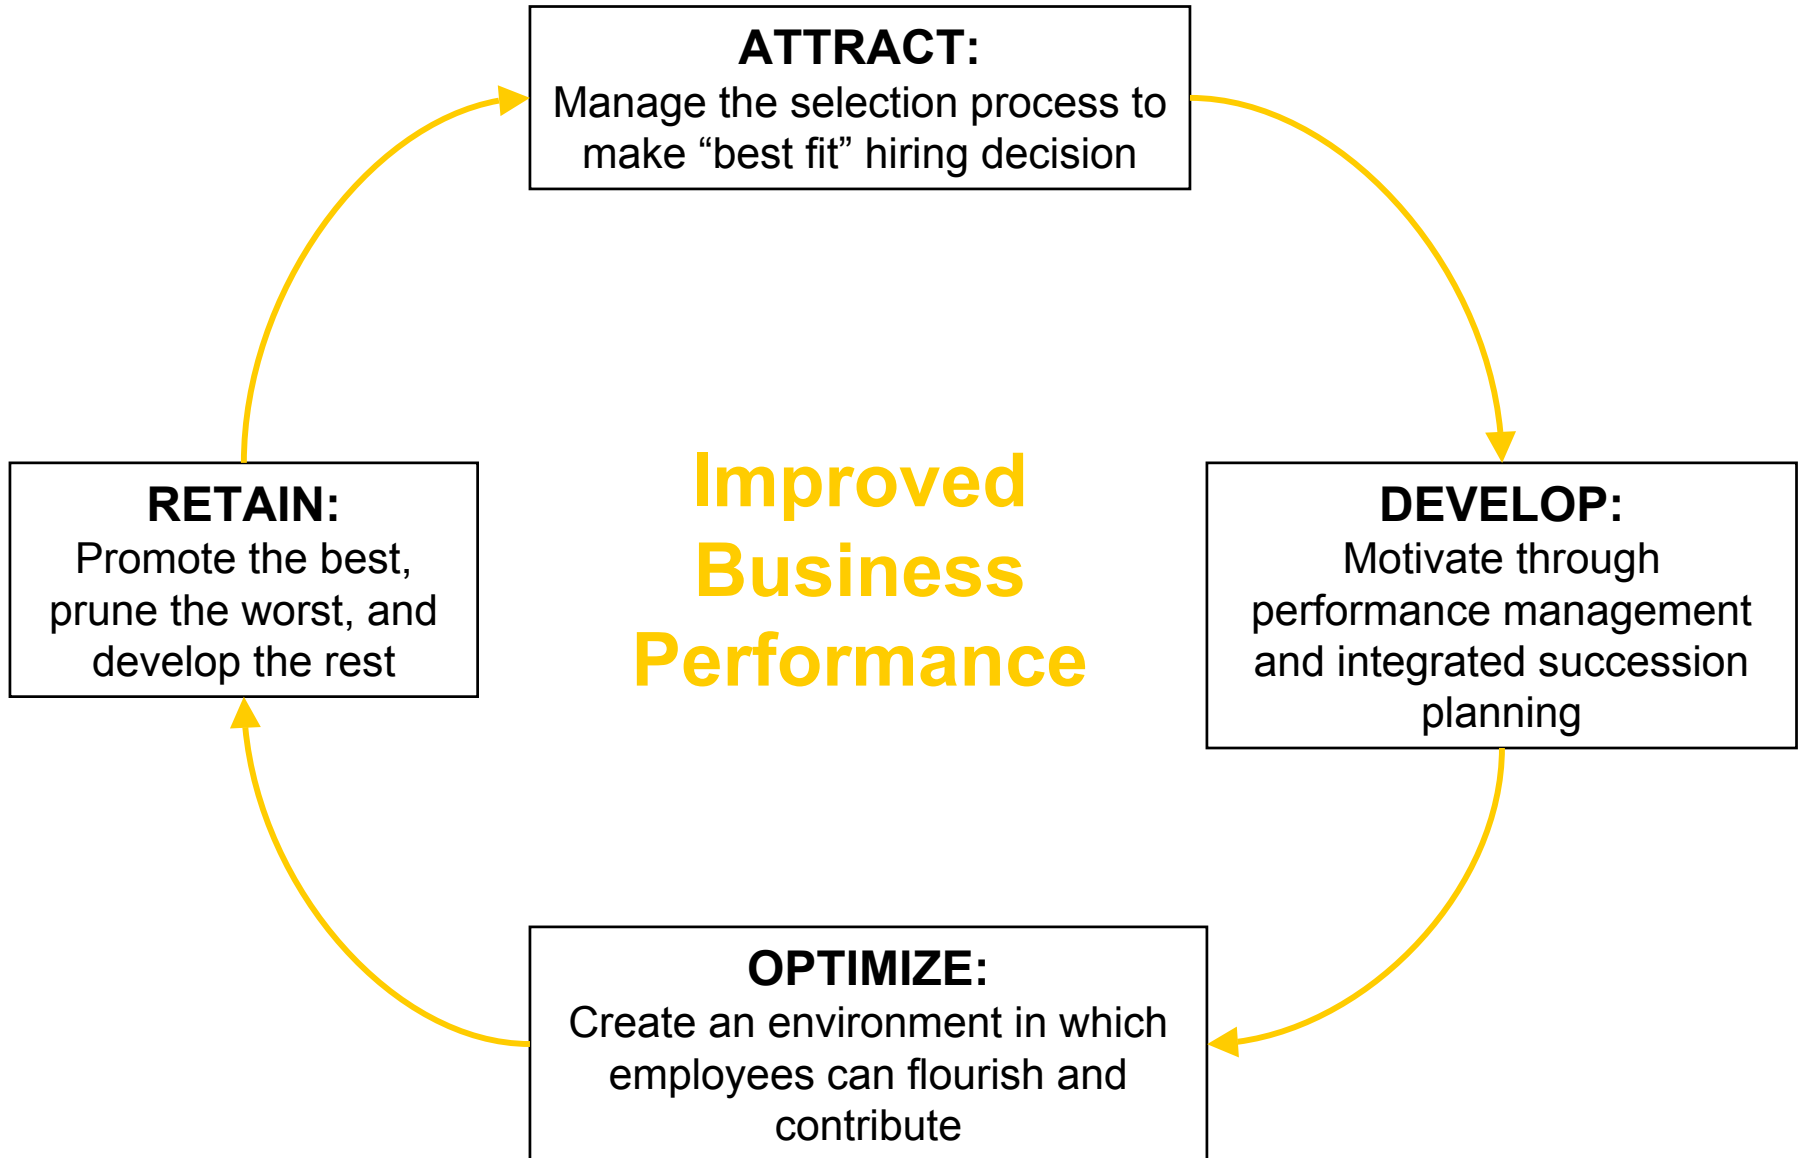 ATTRACT:
Manage the selection process to
make “best fit” hiring decision
RETAIN:
Promote the best,
prune the worst, and
develop the rest
Improved
Business
Performance
DEVELOP:
Motivate through
performance management
and integrated succession
planning
OPTIMIZE:
Create an environment in which
employees can flourish and
contribute